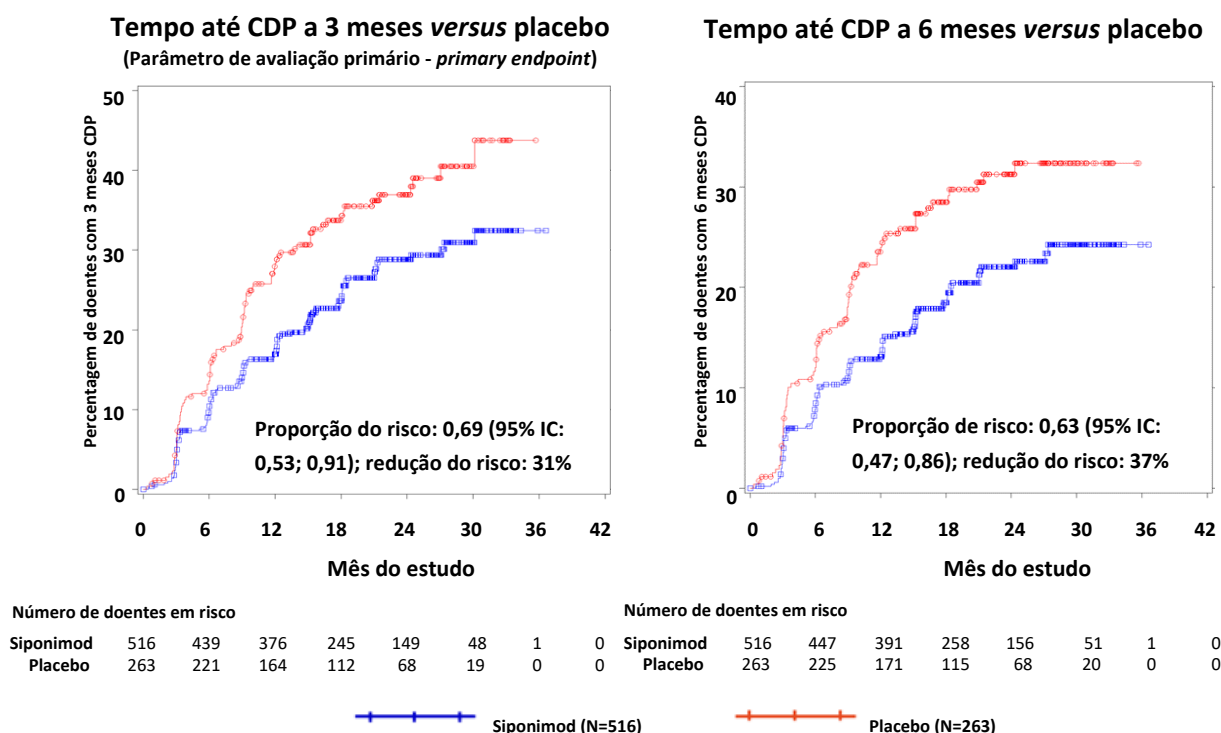 Tempo até CDP a 3 meses versus placebo
(Parâmetro de avaliação primário - primary endpoint)
Percentagem de doentes com 3 meses CDP
50
40
30
20
10
0
Proporção do risco: 0,69 (95% IC:
0,53; 0,91); redução do risco: 31%
0 6 12 18 24 30 36 42
Mês do estudo
Número de doentes em risco
Siponimod 516 439 376 245 149 48 1 0
Placebo 263 221 164 112 68 19 0 0
Tempo até CDP a 6 meses versus placebo
Percentagem de doentes com 6 meses CDP
40
30
20
10
0
Proporção de risco: 0,63 (95% IC:
0,47; 0,86); redução do risco: 37%
0 6 12 18 24 30 36 42
Mês do estudo
Número de doentes em risco
Siponimod 516 447 391 258 156 51 1 0
Placebo 263 225 171 115 68 20 0 0
Siponimod (N=516)
Placebo (N=263)